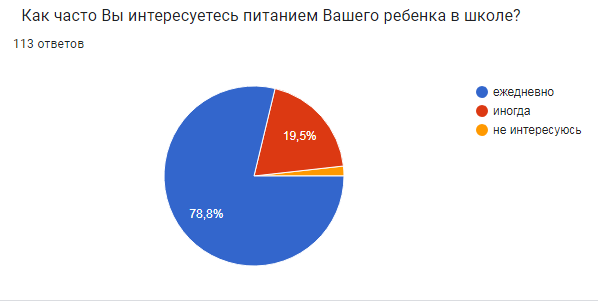 Как часто Вы интересуетесь питанием Вашего ребенка в школе?
113 ответов
ежедневно
иногда
не интересуюсь
19,5%
78,8%